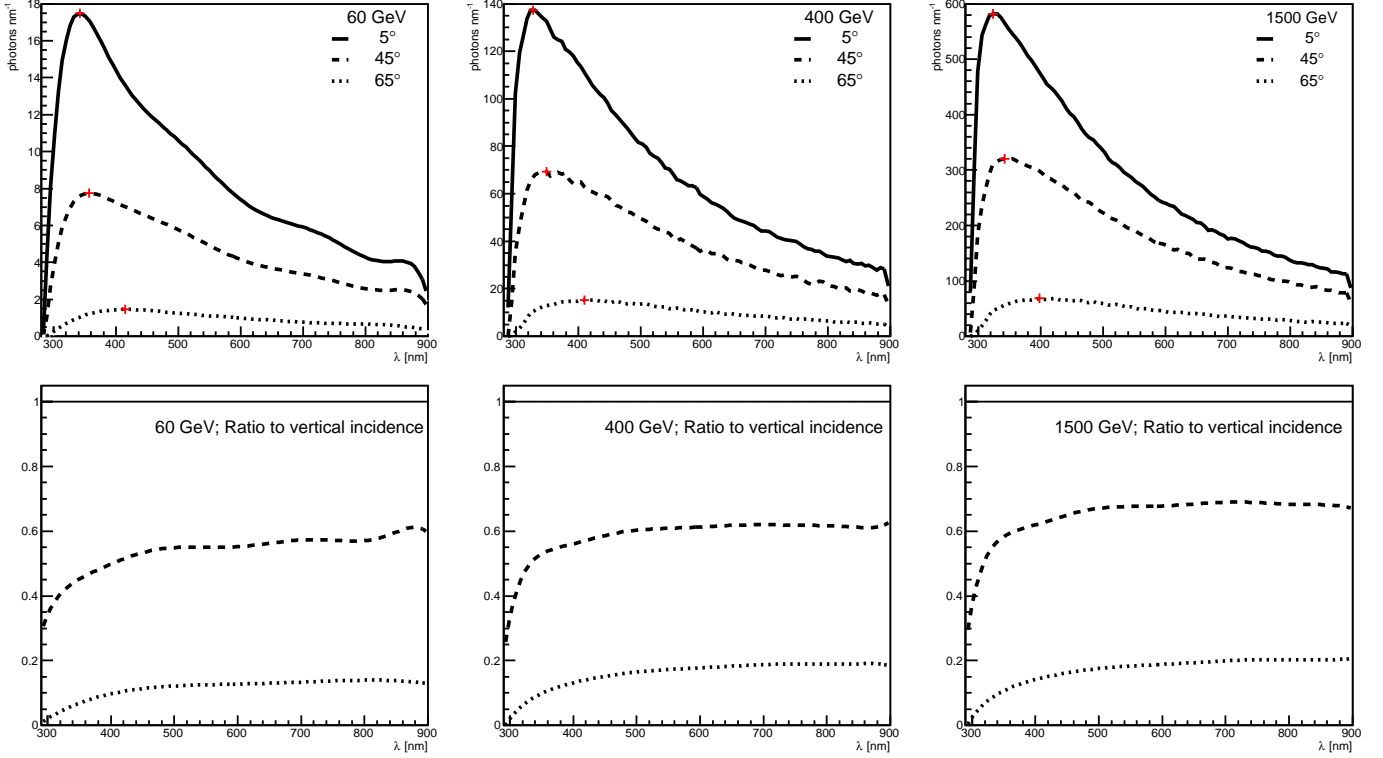 photons nm-1
18
16
14
12
10
8
6
4
2
0
60 GeV
5°
45°
65°
300 400 500 600 700 800 900
λ [nm]
photons nm-1
140
120
100
80
60
40
20
0
400 GeV
5°
45°
65°
300 400 500 600 700 800 900
λ [nm]
photons nm-1
600
500
400
300
200
100
0
1500 GeV
5°
45°
65°
300 400 500 600 700 800 900
λ [nm]
1
0.8
0.6
0.4
0.2
0
60 GeV; Ratio to vertical incidence
300 400 500 600 700 800 900
λ [nm]
1
0.8
0.6
0.4
0.2
0
400 GeV; Ratio to vertical incidence
300 400 500 600 700 800 900
λ [nm]
1
0.8
0.6
0.4
0.2
0
1500 GeV; Ratio to vertical incidence
300 400 500 600 700 800 900
λ [nm]